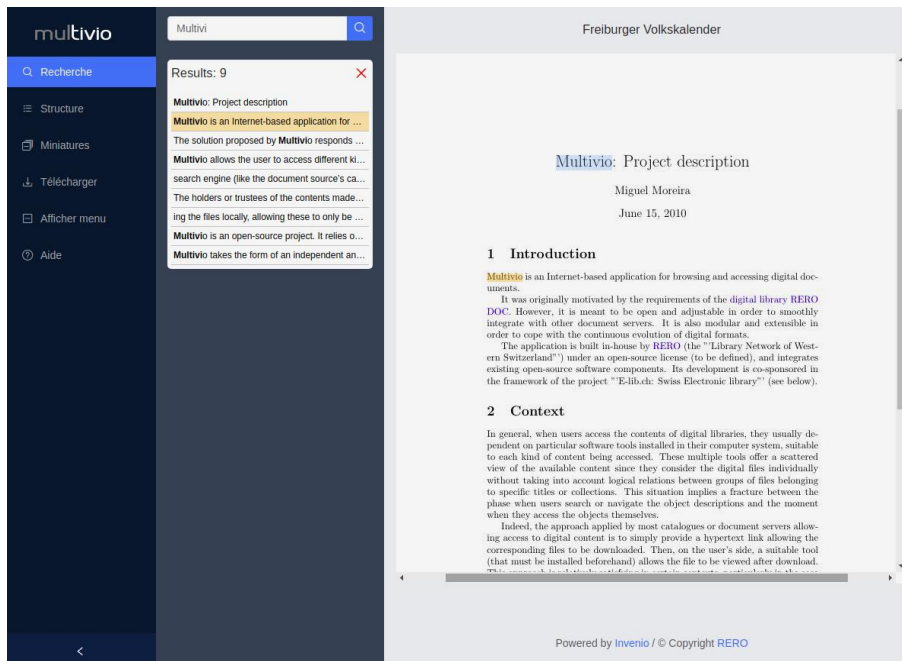 multivio
Recherche
Structure
Miniatures
Télécharger
Afficher menu
Aide
Multivi
Results: 9
Multivio: Project description
Multivio is an Internet-based application for ...
The solution proposed by Multivio responds ...
Multivio allows the user to access different ki...
search engine (like the document source's ca...
The holders or trustees of the contents made...
ing the files locally, allowing these to only be ...
Multivio is an open-source project. It relies o...
Multivio takes the form of an independent an...
Freiburger Volkskalender
Multivio: Project description
Miguel Moreira
June 15, 2010
1 Introduction
Multivio is an Internet-based application for browsing and accessing digital doc-
uments.
It was originally motivated by the requirements of the digital library RERO
DOC. However, it is meant to be open and adjustable in order to smoothly
integrate with other document servers. It is also modular and extensible in
order to cope with the continuous evolution of digital formats.
The application is built in-house by RERO (the "'Library Network of West-
ern Switzerland"') under an open-source license (to be defined), and integrates
existing open-source software components. Its development is co-sponsored in
the framework of the project "'E-lib.ch: Swiss Electronic library"' (see below).
2 Context
In general, when users access the contents of digital libraries, they usually de-
pendent on particular software tools installed in their computer system, suitable
to each kind of content being accessed. These multiple tools offer a scattered
view of the available content since they consider the digital files individually
without taking into account logical relations between groups of files belonging
to specific titles or collections. This situation implies a fracture between the
phase when users search or navigate the object descriptions and the moment
when they access the objects themselves.
Indeed, the approach applied by most catalogues or document servers allow-
ing access to digital content is to simply provide a hypertext link allowing the
corresponding files to be downloaded. Then, on the user's side, a suitable tool
(that must be installed beforehand) allows the file to be viewed after download.
Powered by Invenio / © Copyright RERO